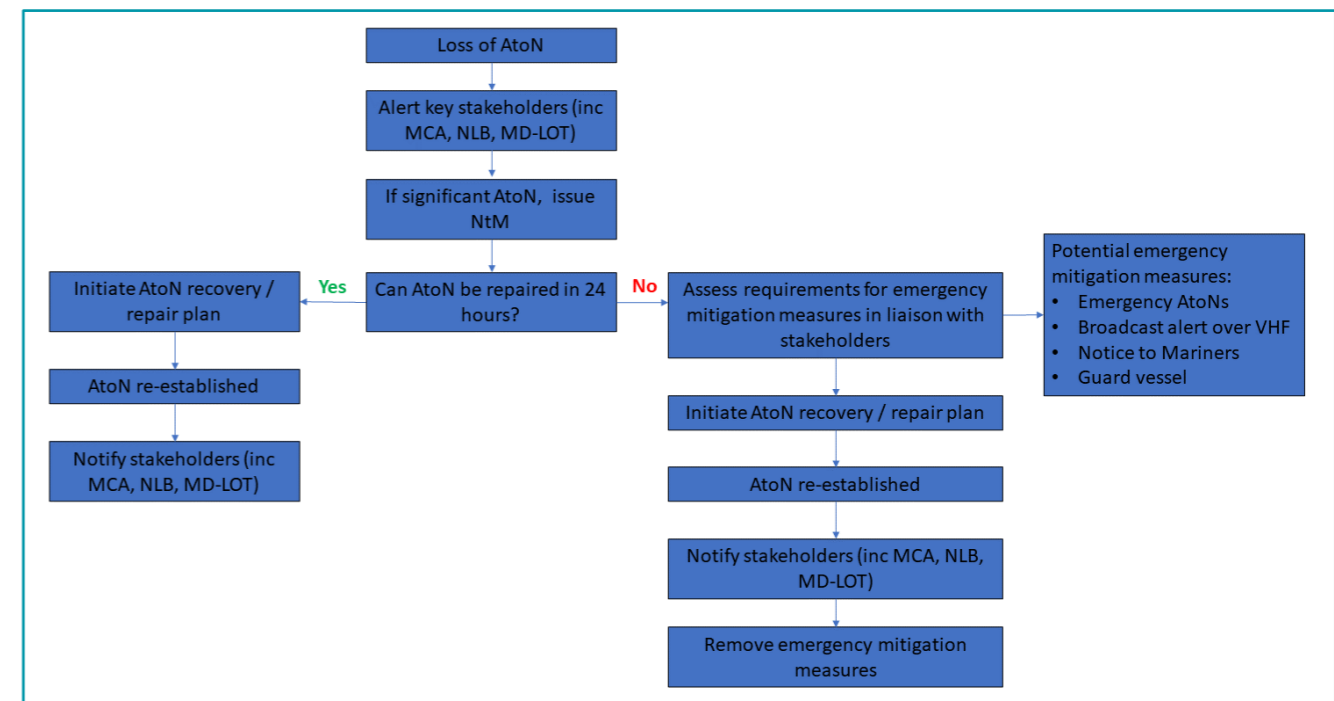 Loss of AtoN
Alert key stakeholders (inc
MCA, NLB, MD-LOT)
If significant AtoN, issue
NtM
Can AtoN be repaired in 24
hours?
Yes
Initiate AtoN recovery /
repair plan
AtoN re-established
Notify stakeholders (inc
MCA, NLB, MD-LOT)
No
Assess requirements for emergency
mitigation measures in liaison with
stakeholders
Potential emergency
mitigation measures:
• Emergency AtoNs
• Broadcast alert over VHF
• Notice to Mariners
• Guard vessel
Initiate AtoN recovery / repair plan
AtoN re-established
Notify stakeholders (inc MCA, NLB,
MD-LOT)
Remove emergency mitigation
measures